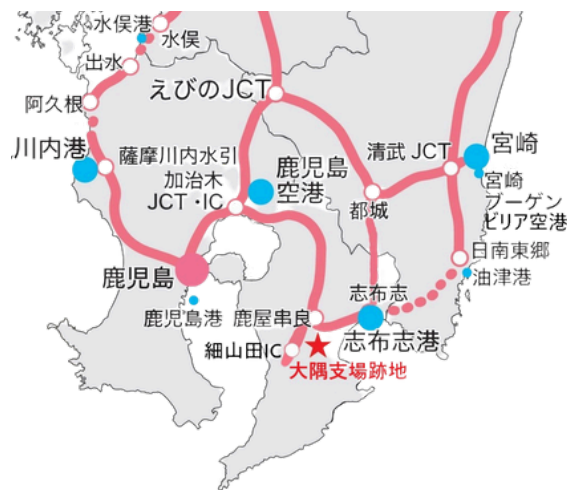 水俣港
水俣
出水
えびのJCT
阿久根
川内港
薩摩川内水引
加治木
JCT・IC
鹿児島
空港
清武 JCT
宮崎
宮崎
ブーゲン
ビリア空港
都城
日南東郷
油津港
鹿児島
鹿児島港
鹿屋串良
志布志
志布志港
細山田IC
大隅支場跡地